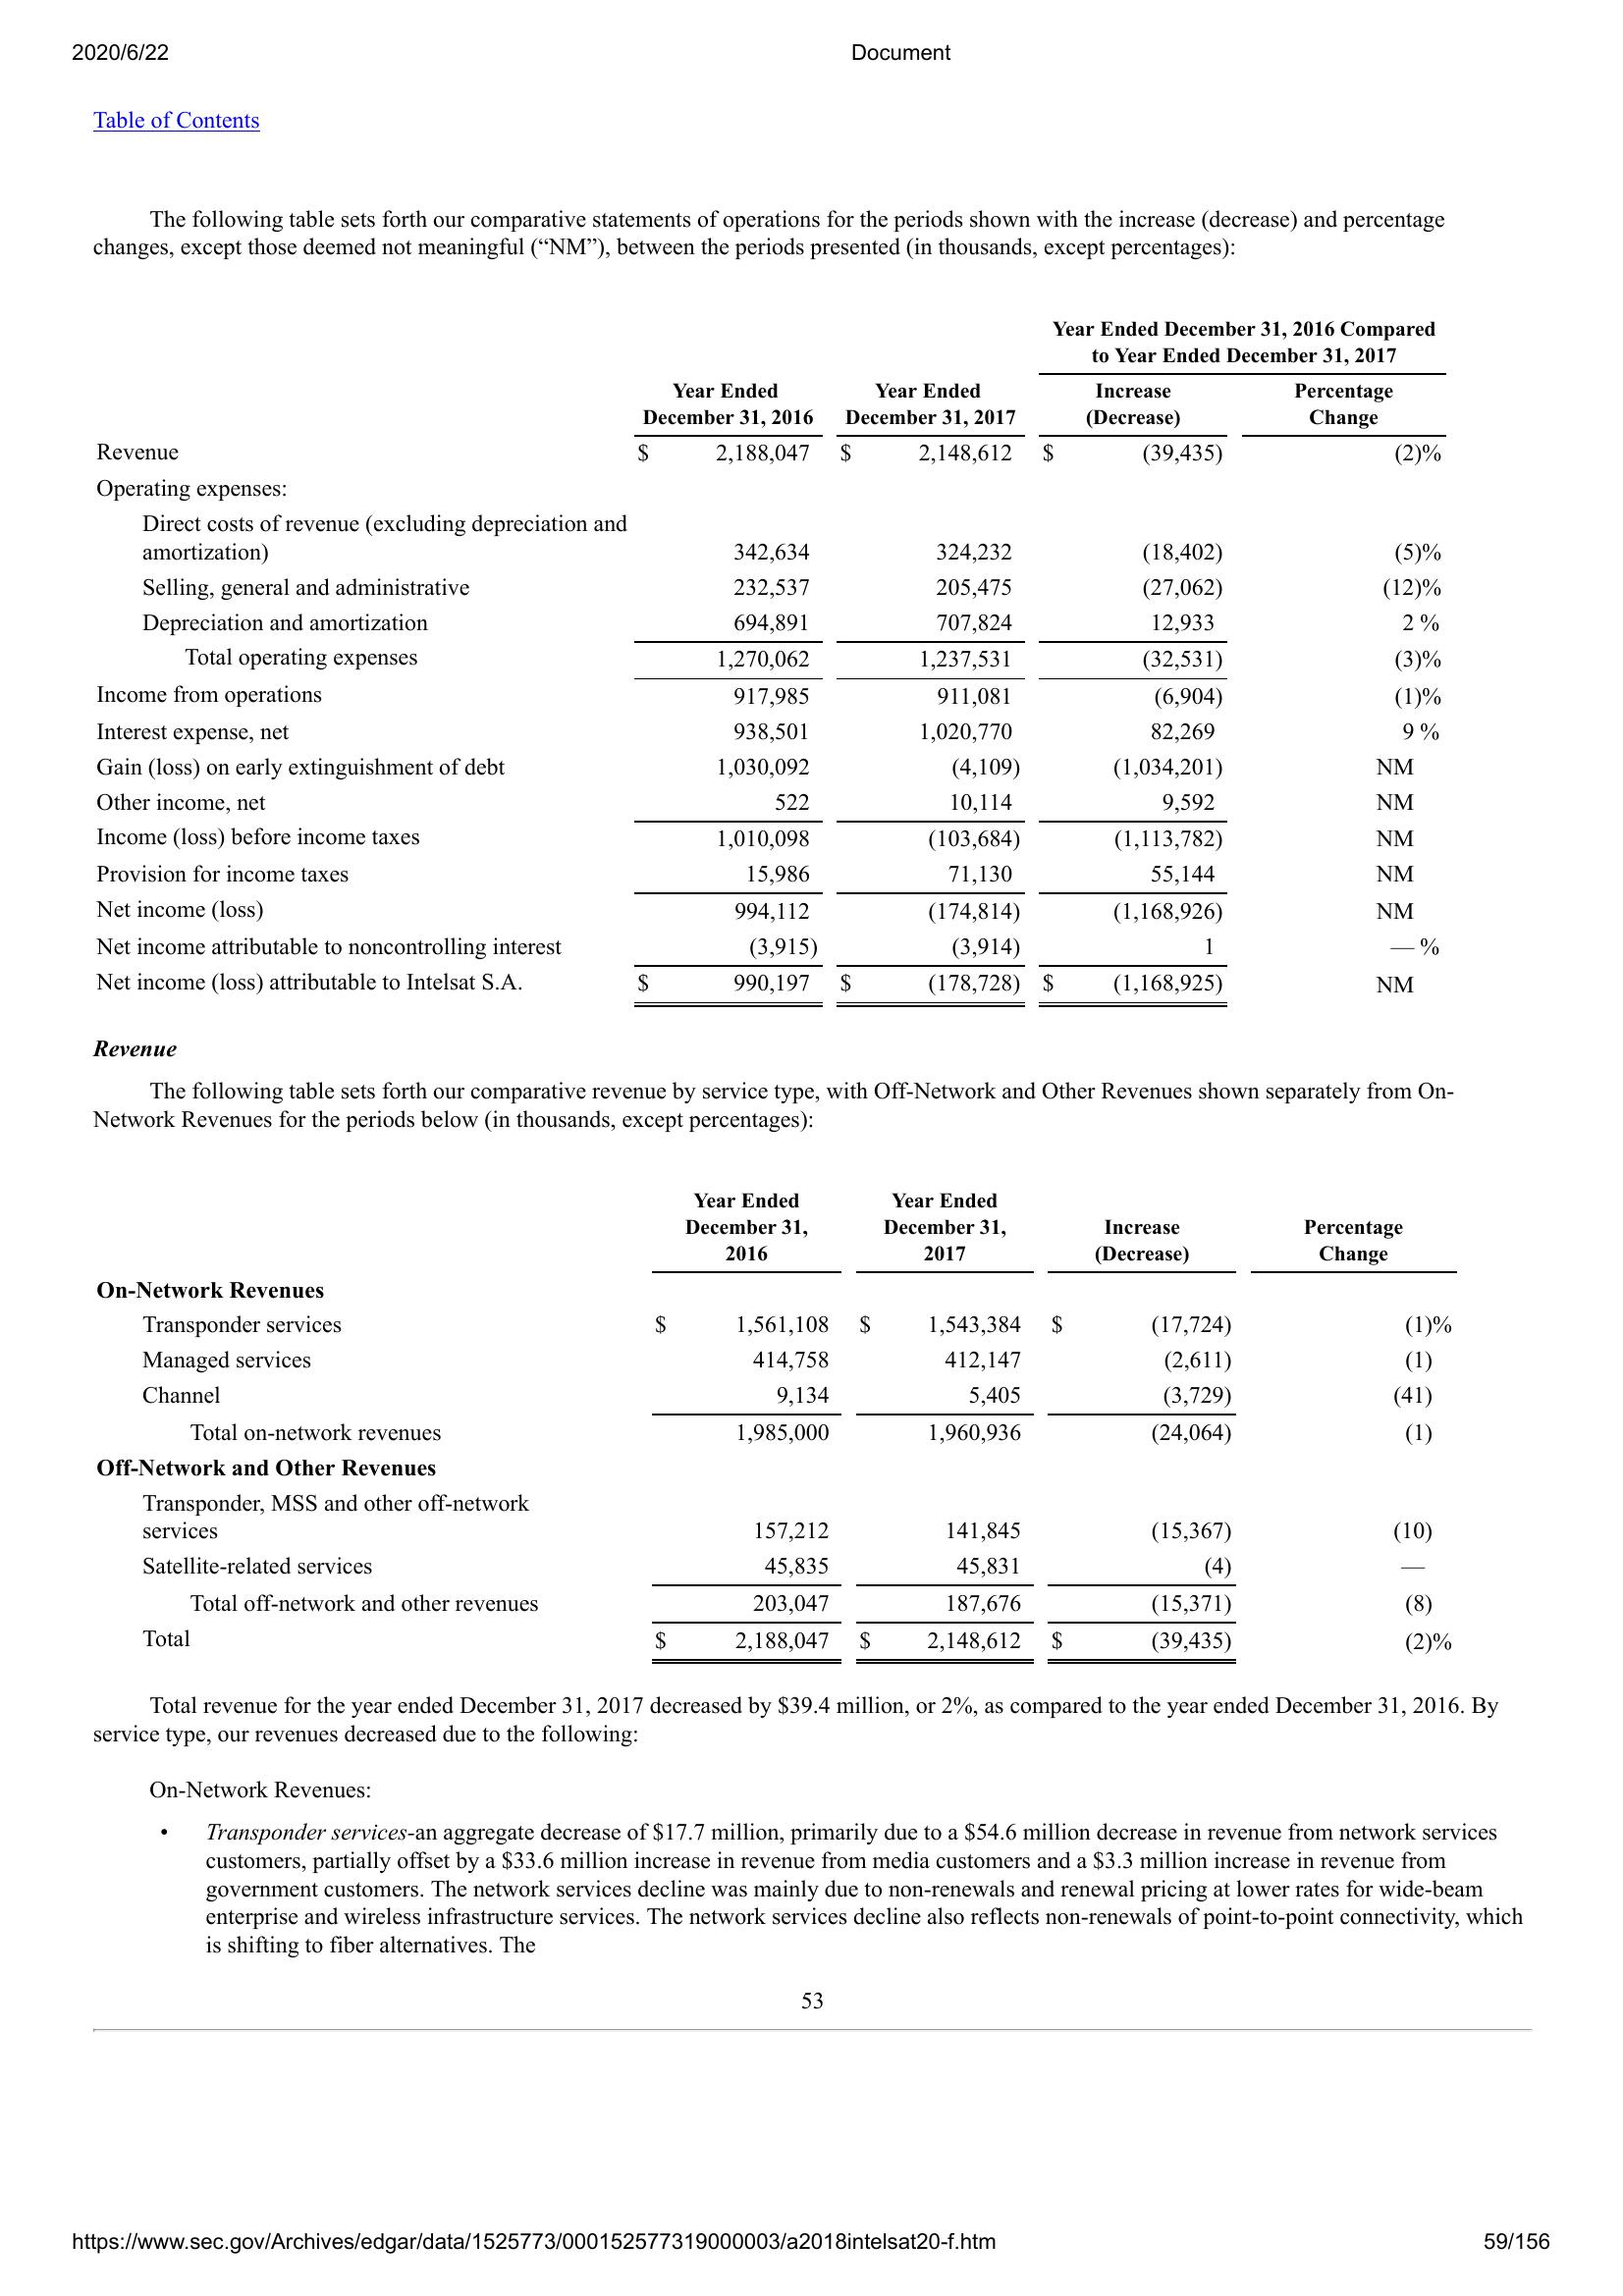 2020/6/22 Document
Table of Contents
The following table sets forth our comparative statements of operations for the periods shown with the increase (decrease) and percentage
changes, except those deemed not meaningful (“NM”), between the periods presented (in thousands, except percentages):
Year Ended December 31, 2016 Compared
to Year Ended December 31, 2017
Year Ended Year Ended Increase Percentage
December 31, 2016 December 31, 2017 (Decrease) Change
Revenue $ 2,188,047 $ 2,148,612 $ (39,435) (2)%
Operating expenses:
Direct costs of revenue (excluding depreciation and
amortization) 342,634 324,232 (18,402) (5)%
Selling, general and administrative 232,537 205,475 (27,062) (12)%
Depreciation and amortization 694,891 707,824 12,933 2 %
Total operating expenses 1,270,062 1,237,531 (32,531) (3)%
Income from operations 917,985 911,081 (6,904) (1)%
Interest expense, net 938,501 1,020,770 82,269 9 %
Gain (loss) on early extinguishment of debt 1,030,092 (4,109) (1,034,201) NM
Other income, net 522 10,114 9,592 NM
Income (loss) before income taxes 1,010,098 (103,684) (1,113,782) NM
Provision for income taxes 15,986 71,130 55,144 NM
Net income (loss) 994,112 (174,814) (1,168,926) NM
Net income attributable to noncontrolling interest (3,915) (3,914) 1 — %
Net income (loss) attributable to Intelsat S.A. $ 990,197 $ (178,728) $ (1,168,925) NM
Revenue
The following table sets forth our comparative revenue by service type, with Off-Network and Other Revenues shown separately from On-
Network Revenues for the periods below (in thousands, except percentages):
Year Ended Year Ended
December 31, December 31, Increase Percentage
2016 2017 (Decrease) Change
On-Network Revenues
Transponder services $ 1,561,108 $ 1,543,384 $ (17,724) (1)%
Managed services 414,758 412,147 (2,611) (1)
Channel 9,134 5,405 (3,729) (41)
Total on-network revenues 1,985,000 1,960,936 (24,064) (1)
Off-Network and Other Revenues
Transponder, MSS and other off-network
services 157,212 141,845 (15,367) (10)
Satellite-related services 45,835 45,831 (4) —
Total off-network and other revenues 203,047 187,676 (15,371) (8)
Total $ 2,188,047 $ 2,148,612 $ (39,435) (2)%
Total revenue for the year ended December 31, 2017 decreased by $39.4 million, or 2%, as compared to the year ended December 31, 2016. By
service type, our revenues decreased due to the following:
On-Network Revenues:
• Transponder services-an aggregate decrease of $17.7 million, primarily due to a $54.6 million decrease in revenue from network services
customers, partially offset by a $33.6 million increase in revenue from media customers and a $3.3 million increase in revenue from
government customers. The network services decline was mainly due to non-renewals and renewal pricing at lower rates for wide-beam
enterprise and wireless infrastructure services. The network services decline also reflects non-renewals of point-to-point connectivity, which
is shifting to fiber alternatives. The
53
https://www.sec.gov/Archives/edgar/data/1525773/000152577319000003/a2018intelsat20-f.htm 59/156